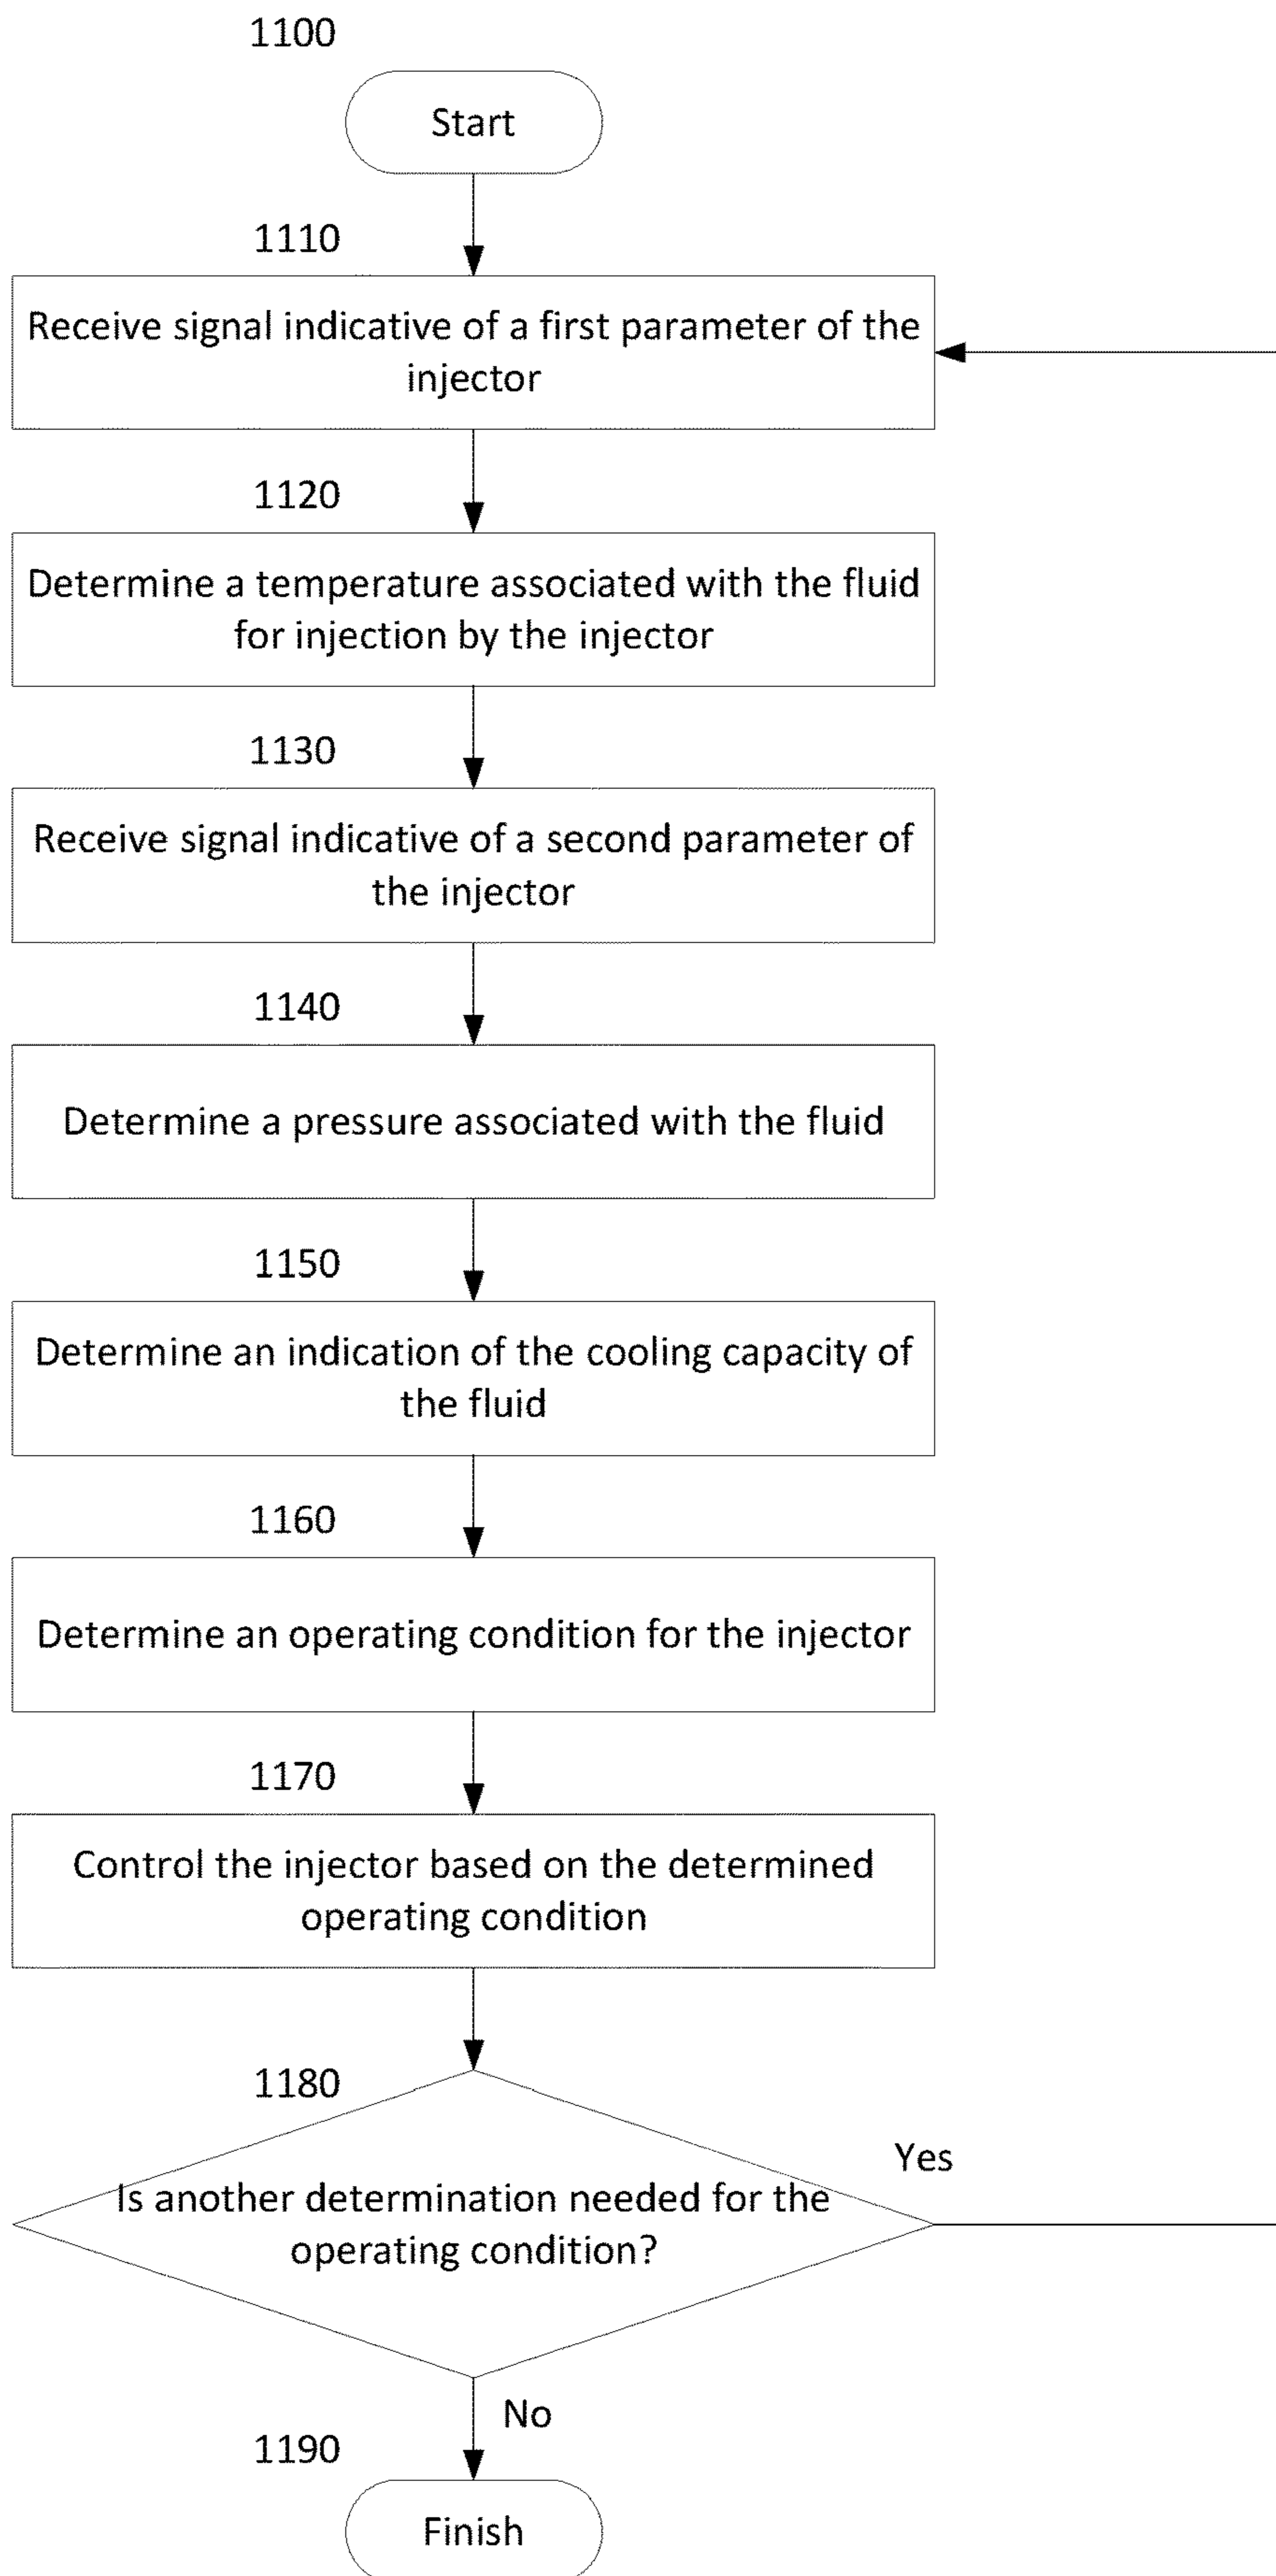 1100
Start
1110
Receive signal indicative of a first parameter of the
injector
1120
Determine a temperature associated with the fluid
for injection by the injector
1130
Receive signal indicative of a second parameter of
the injector
1140
Determine a pressure associated with the fluid
1150
Determine an indication of the cooling capacity of
the fluid
1160
Determine an operating condition for the injector
1170
Control the injector based on the determined
operating condition
1180
Yes
Is another determination needed for the
operating condition?
No
1190
Finish